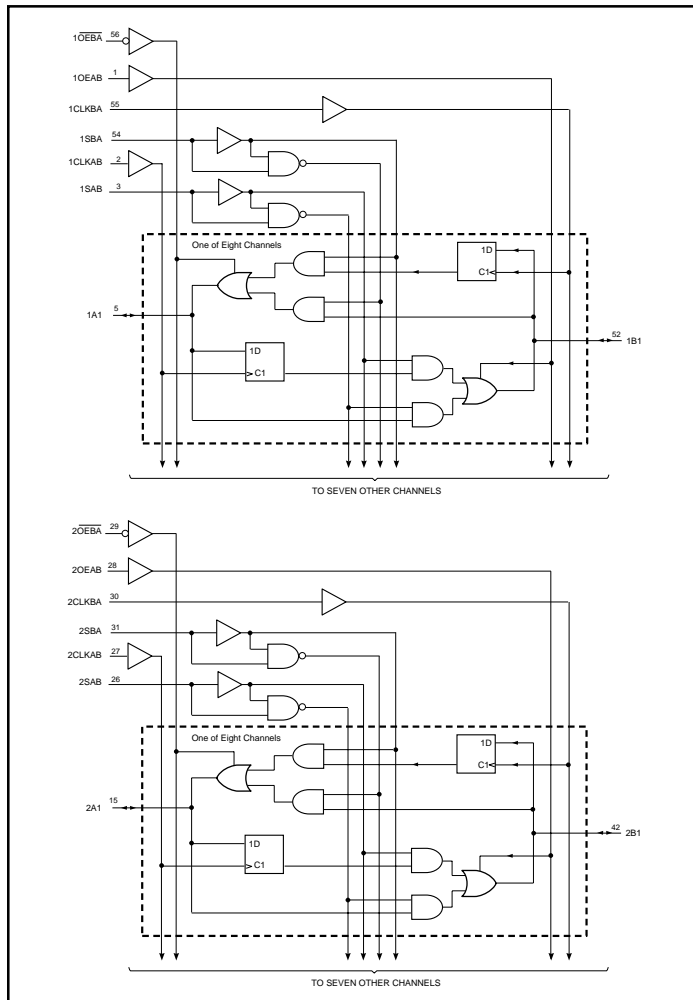 1O̅E̅B̅A̅ 56
1OEAB 1
1CLKBA 55
1SBA 54
1CLKAB 2
1SAB 3
One of Eight Channels
1D
C1
1A1 5
52 1B1
1D
C1
TO SEVEN OTHER CHANNELS
2O̅E̅B̅A̅ 29
2OEAB 28
2CLKBA 30
2SBA 31
2CLKAB 27
2SAB 26
One of Eight Channels
1D
C1
2A1 15
42 2B1
1D
C1
TO SEVEN OTHER CHANNELS